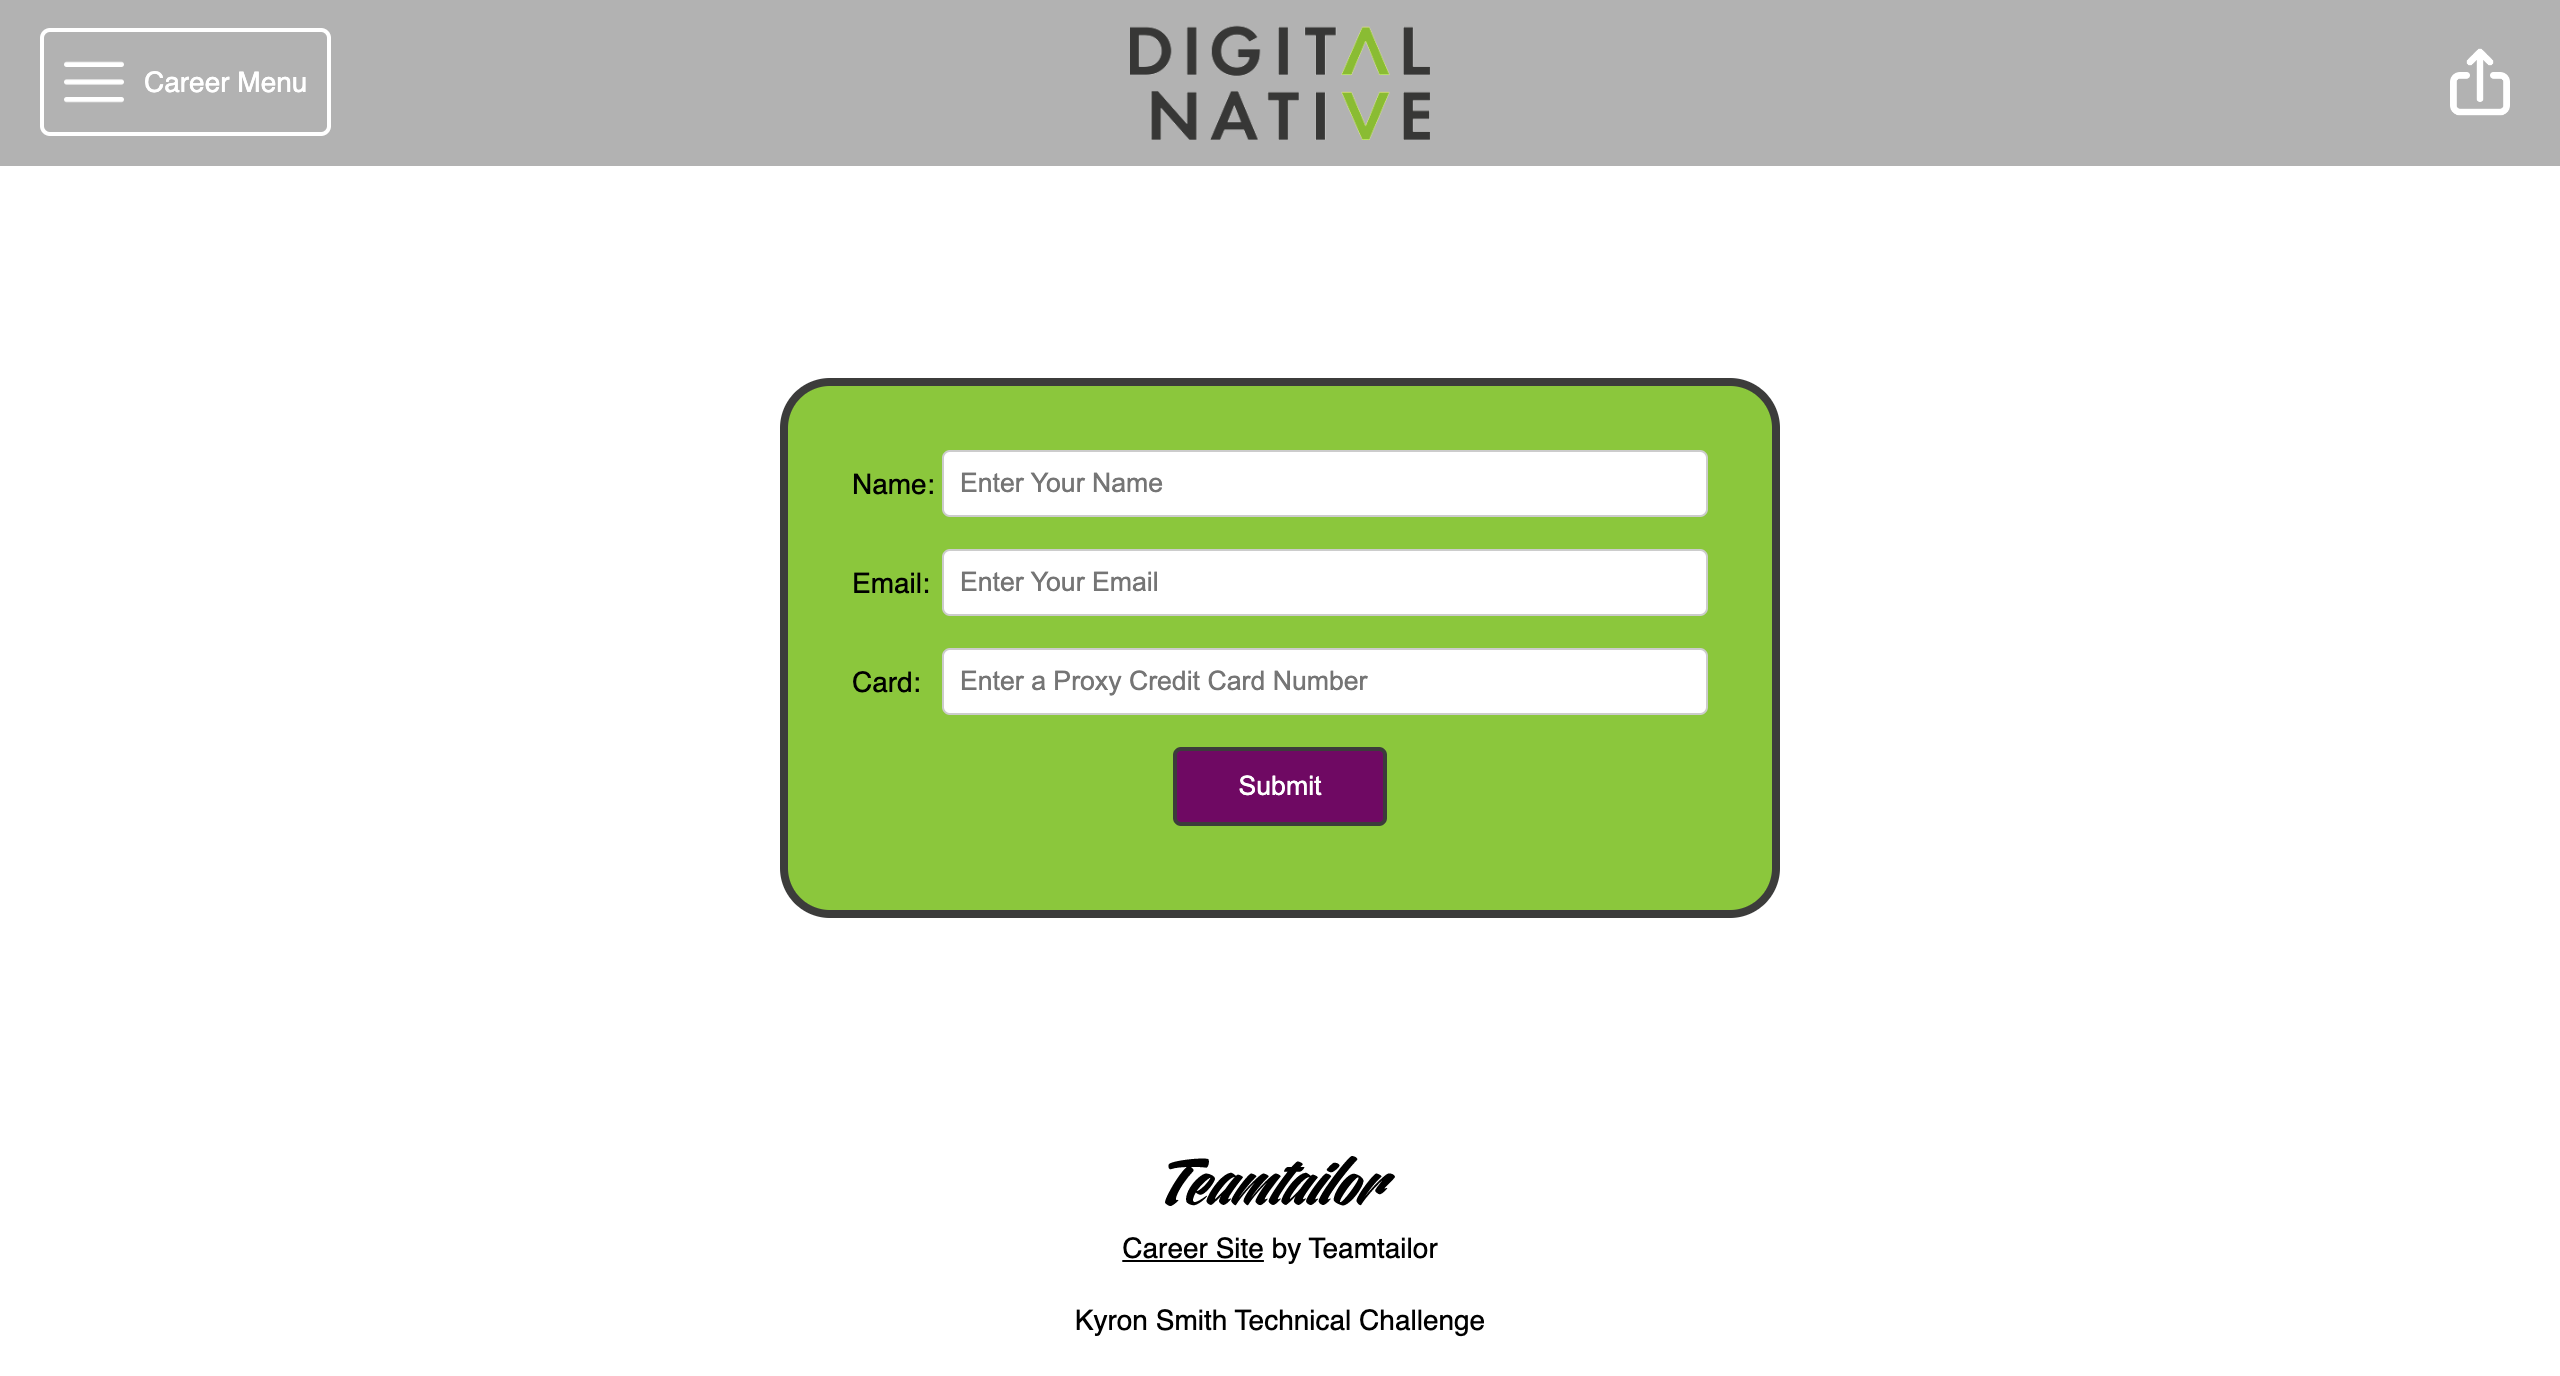 Career Menu
DIGITAL
NATIVE
Name: Enter Your Name
Email: Enter Your Email
Card: Enter a Proxy Credit Card Number
Submit
Teamtailor
Career Site by Teamtailor
Kyron Smith Technical Challenge